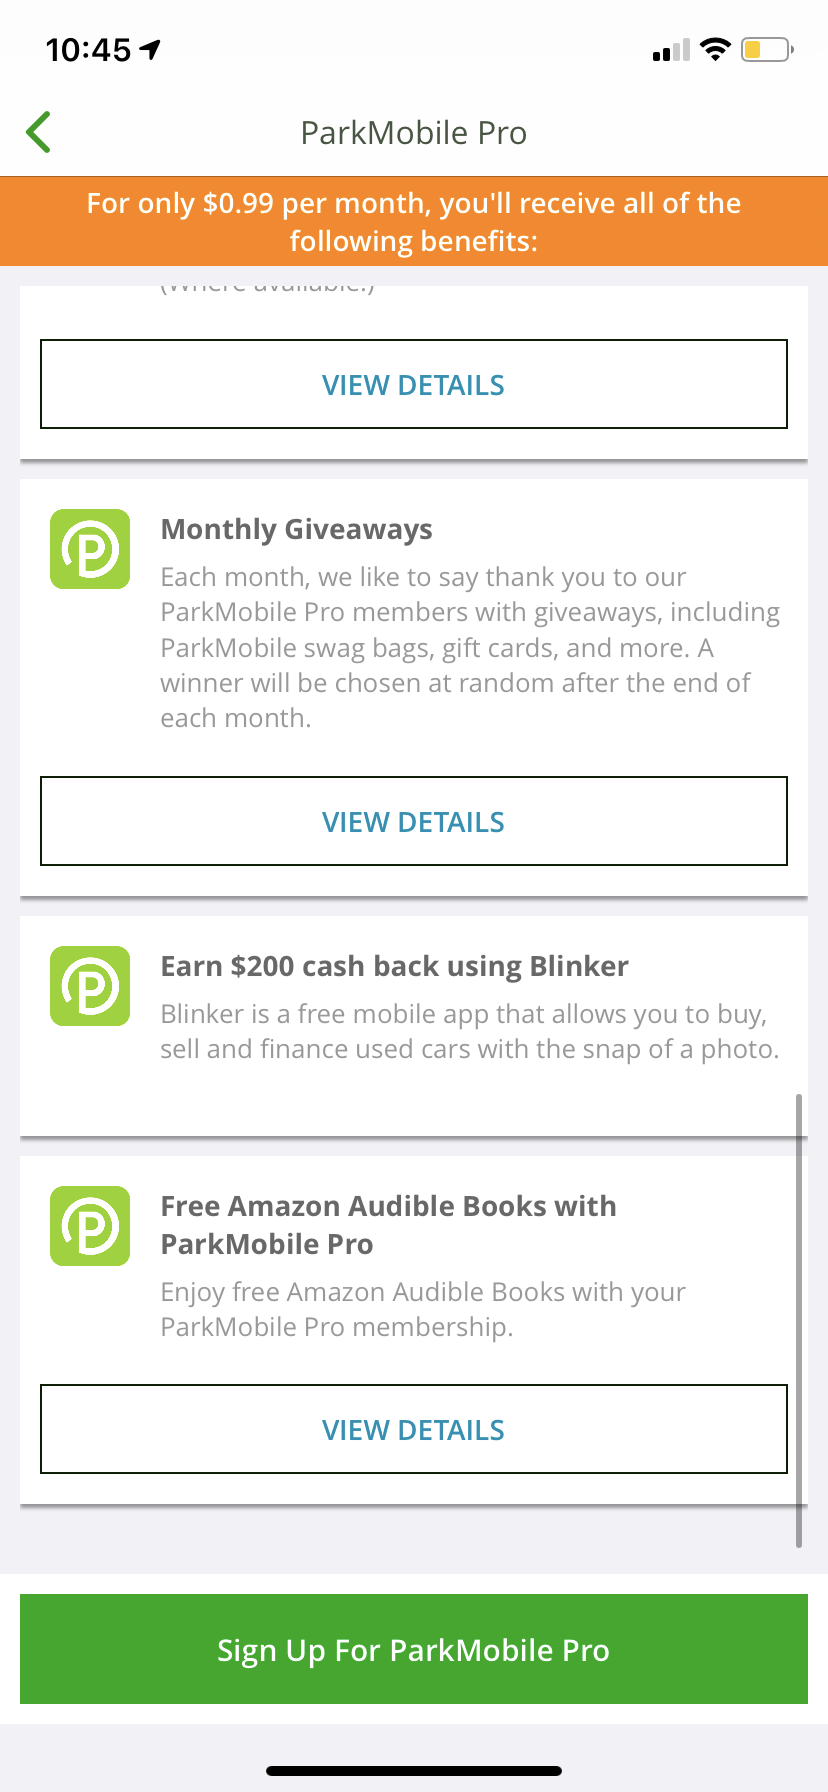 10:45
ParkMobile Pro
For only $0.99 per month, you'll receive all of the
following benefits:
(Where available.)
VIEW DETAILS
Monthly Giveaways
Each month, we like to say thank you to our
ParkMobile Pro members with giveaways, including
ParkMobile swag bags, gift cards, and more. A
winner will be chosen at random after the end of
each month.
VIEW DETAILS
Earn $200 cash back using Blinker
Blinker is a free mobile app that allows you to buy,
sell and finance used cars with the snap of a photo.
Free Amazon Audible Books with
ParkMobile Pro
Enjoy free Amazon Audible Books with your
ParkMobile Pro membership.
VIEW DETAILS
Sign Up For ParkMobile Pro